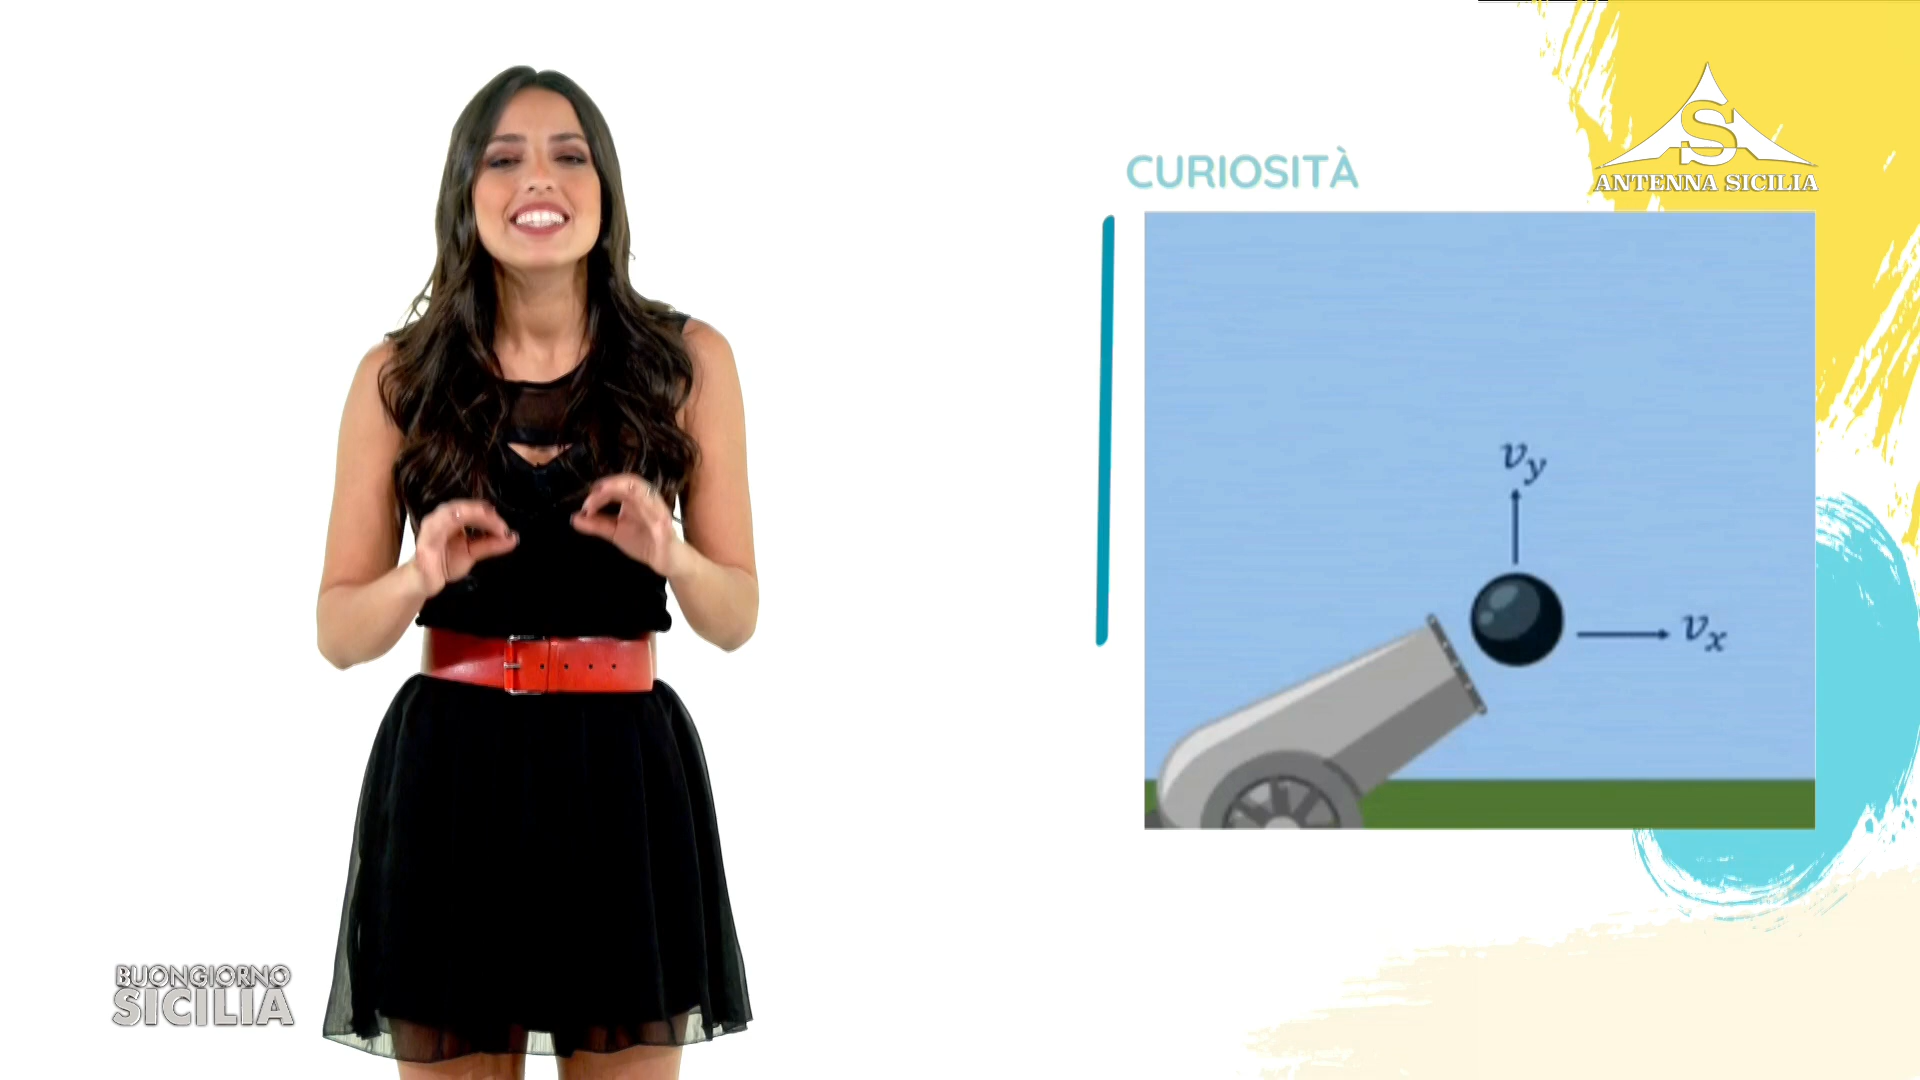 CURIOSITÀ
S
ANTENNA SICILIA
v_y
v_x
BUONGIORNO
SICILIA